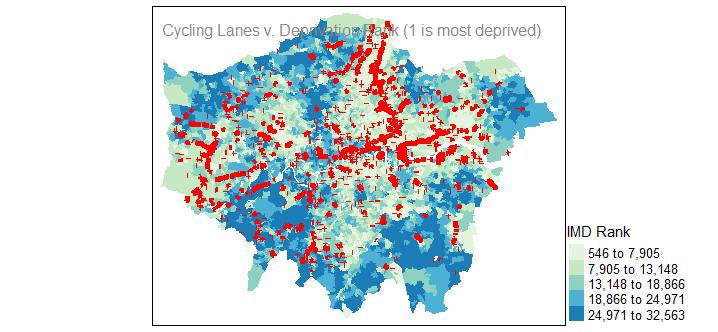 Cycling Lanes v. Deprivation Rank (1 is most deprived)
IMD Rank
546 to 7,905
7,905 to 13,148
13,148 to 18,866
18,866 to 24,971
24,971 to 32,563